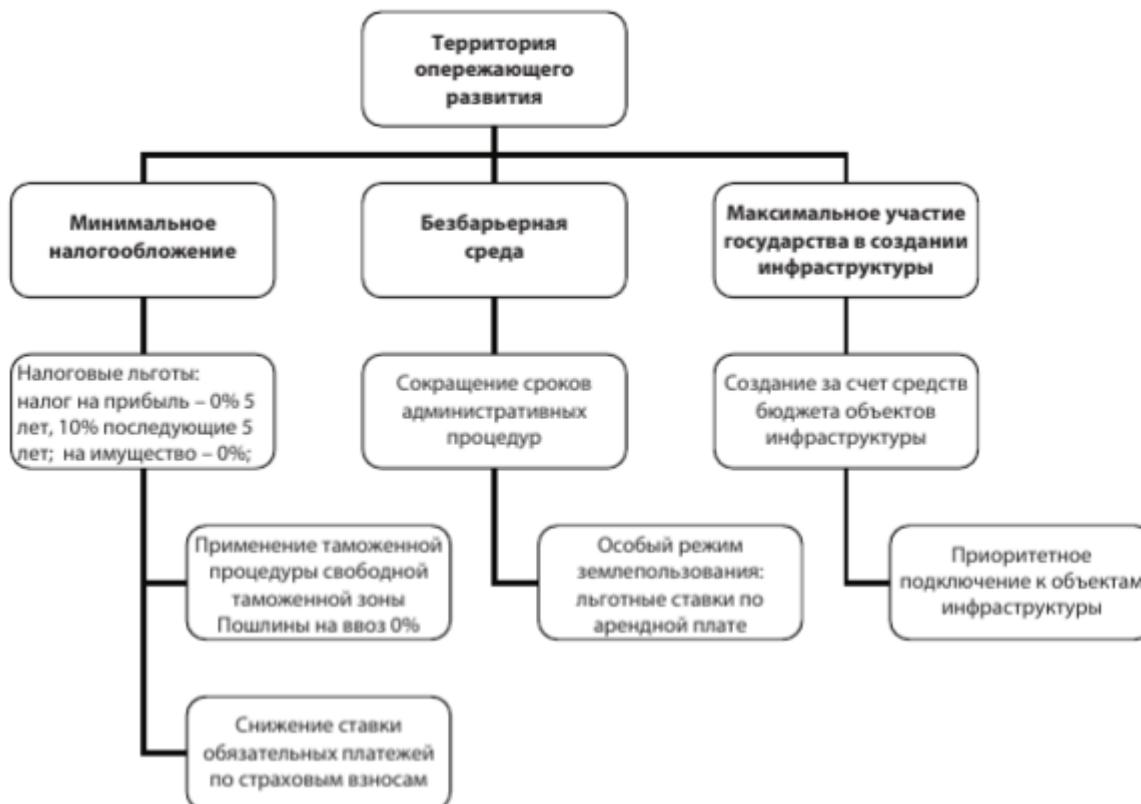 Территория
опережающего
развития
Минимальное
налогообложение
Безбарьерная
среда
Максимальное участие
государства в создании
инфраструктуры
Налоговые льготы:
налог на прибыль – 0% 5
лет, 10% последующие 5
лет; на имущество – 0%;
Сокращение сроков
административных
процедур
Создание за счет средств
бюджета объектов
инфраструктуры
Применение таможенной
процедуры свободной
таможенной зоны
Пошлины на ввоз 0%
Особый режим
землепользования:
льготные ставки по
арендной плате
Приоритетное
подключение к объектам
инфраструктуры
Снижение ставки
обязательных платежей
по страховым взносам